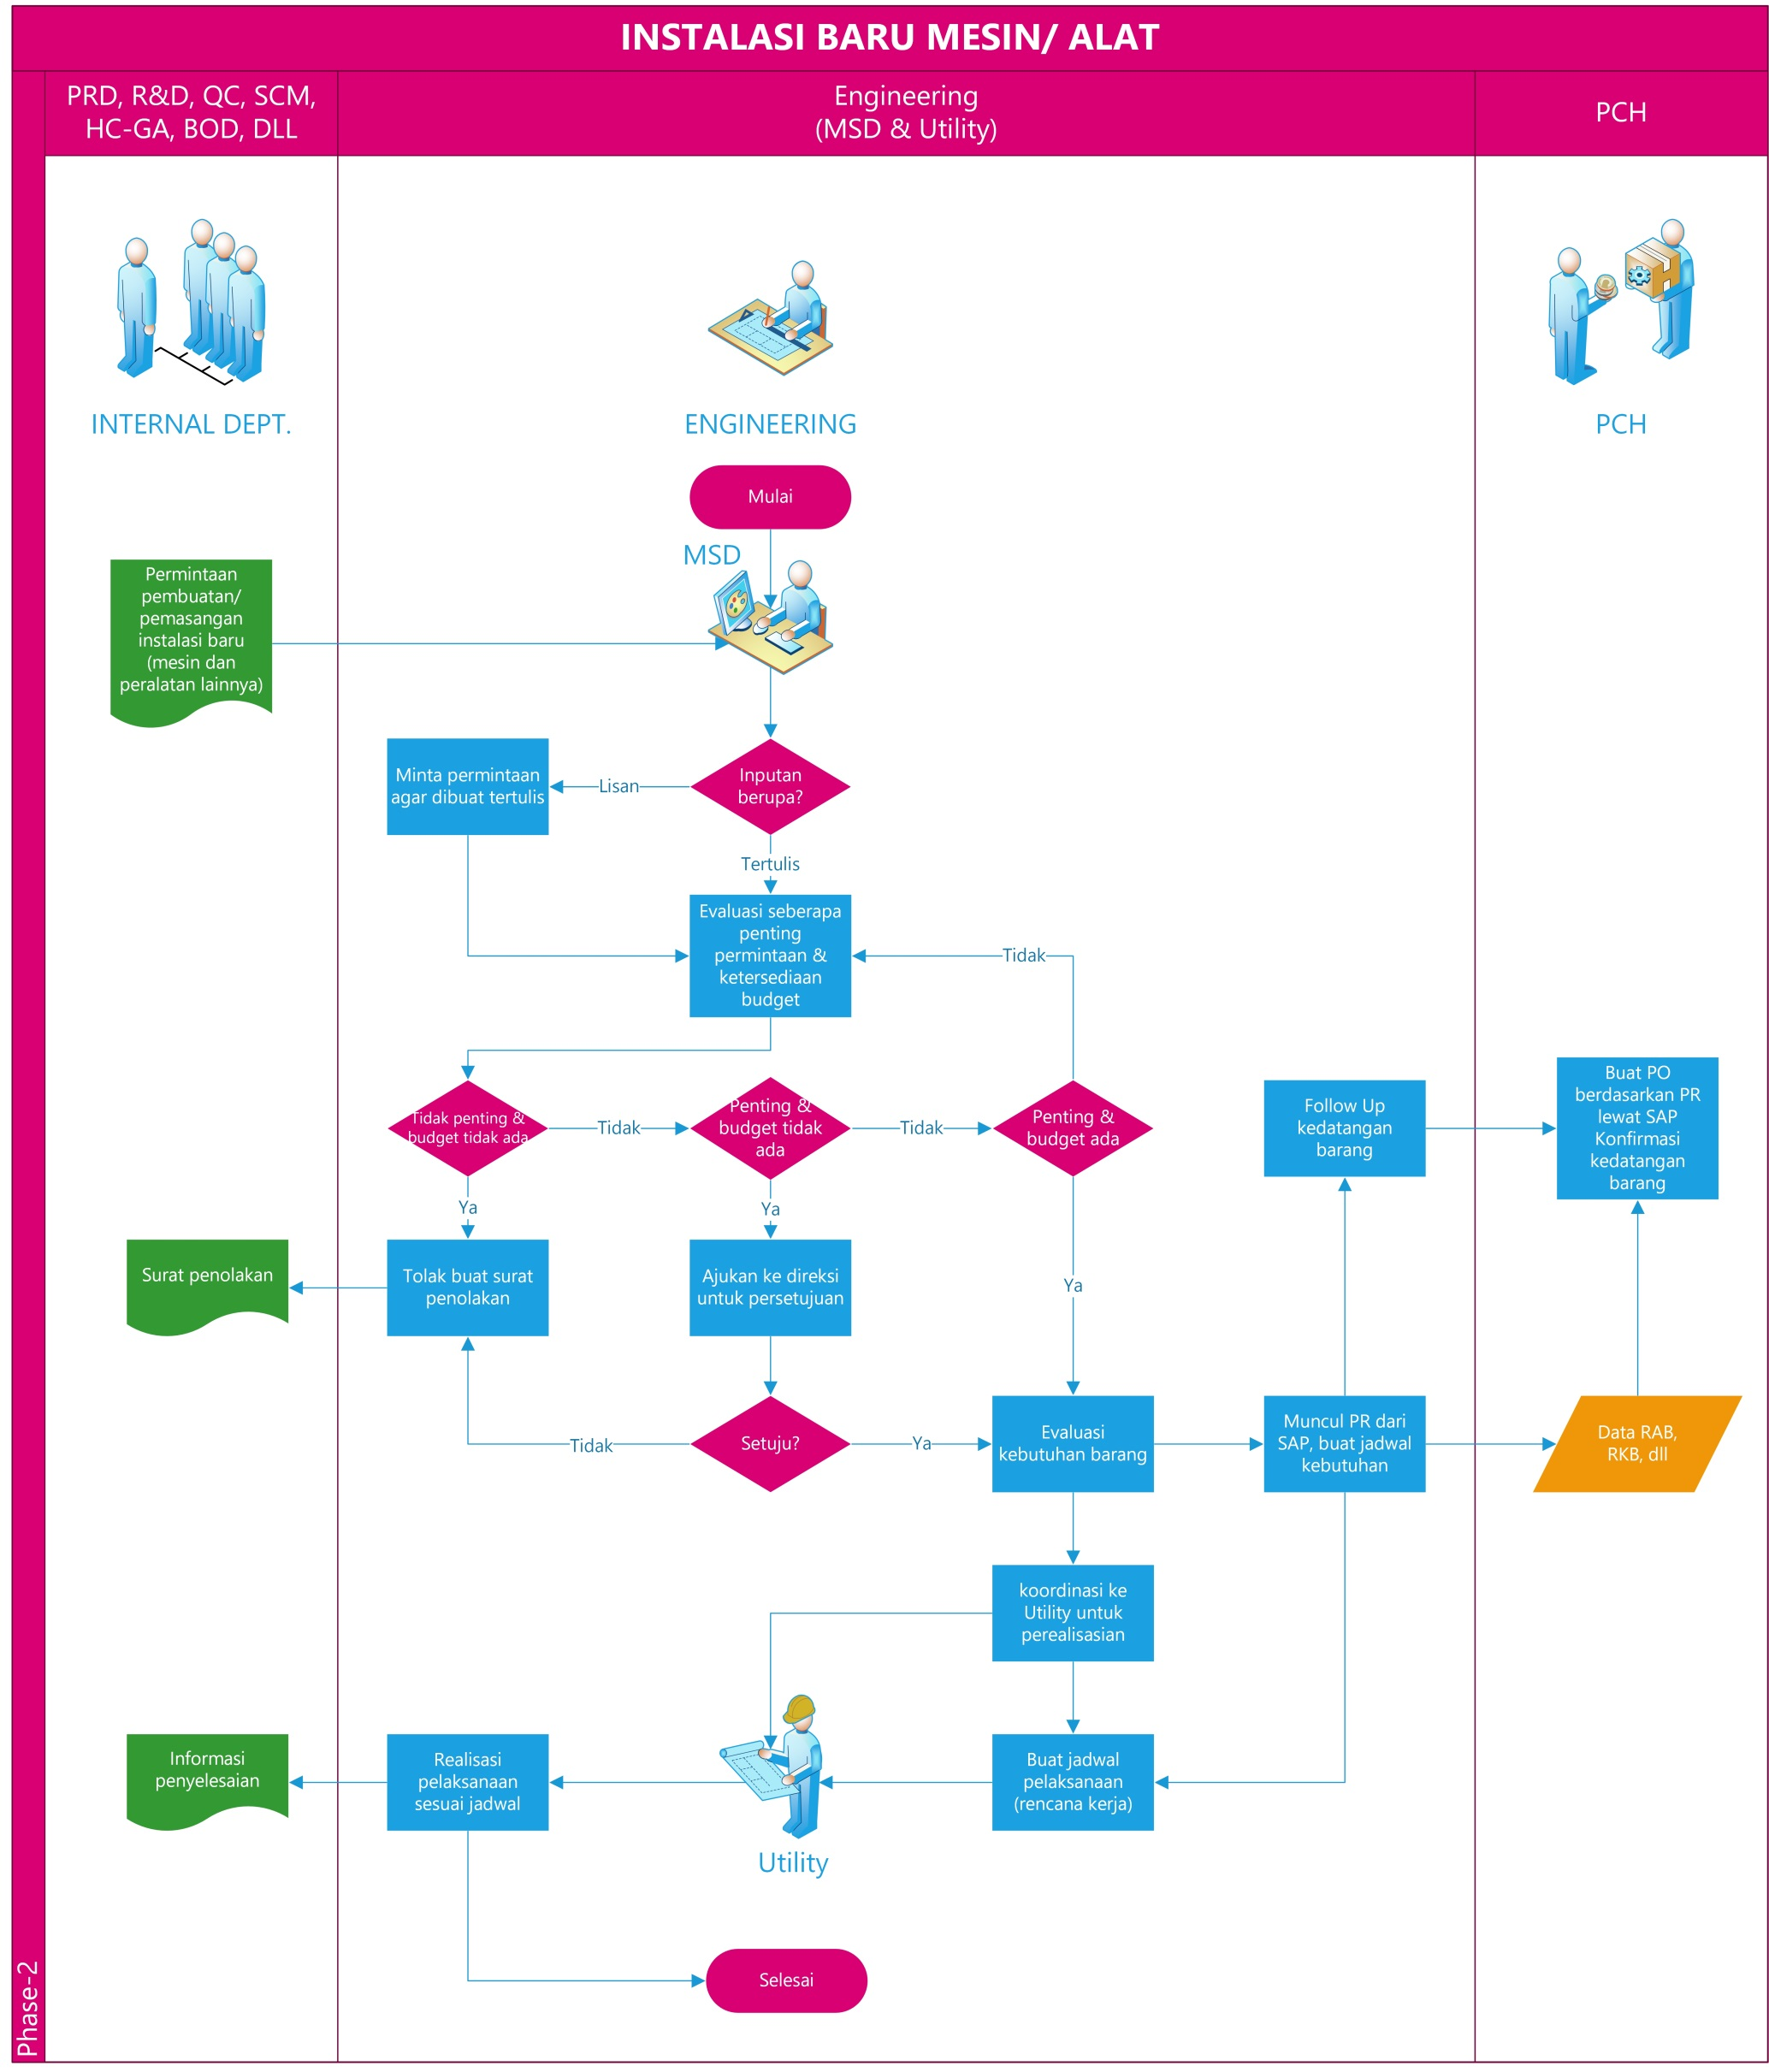 INSTALASI BARU MESIN/ ALAT
PRD, R&D, QC, SCM,
HC-GA, BOD, DLL
Engineering
(MSD & Utility)
PCH
INTERNAL DEPT.
ENGINEERING
PCH
Mulai
MSD
Permintaan
pembuatan/
pemasangan
instalasi baru
(mesin dan
peralatan lainnya)
Minta permintaan
agar dibuat tertulis
Lisan
Inputan
berupa?
Tertulis
Evaluasi seberapa
penting
permintaan &
ketersediaan
budget
Tidak
Tidak penting &
budget tidak ada
Tidak
Penting &
budget tidak
ada
Tidak
Penting &
budget ada
Follow Up
kedatangan
barang
Buat PO
berdasarkan PR
lewat SAP
Konfirmasi
kedatangan
barang
Ya
Ya
Ya
Surat penolakan
Tolak buat surat
penolakan
Ajukan ke direksi
untuk persetujuan
Tidak
Setuju?
Ya
Evaluasi
kebutuhan barang
Muncul PR dari
SAP, buat jadwal
kebutuhan
Data RAB,
RKB, dll
koordinasi ke
Utility untuk
perealisasian
Informasi
penyelesaian
Realisasi
pelaksanaan
sesuai jadwal
Utility
Buat jadwal
pelaksanaan
(rencana kerja)
Selesai
Phase-2